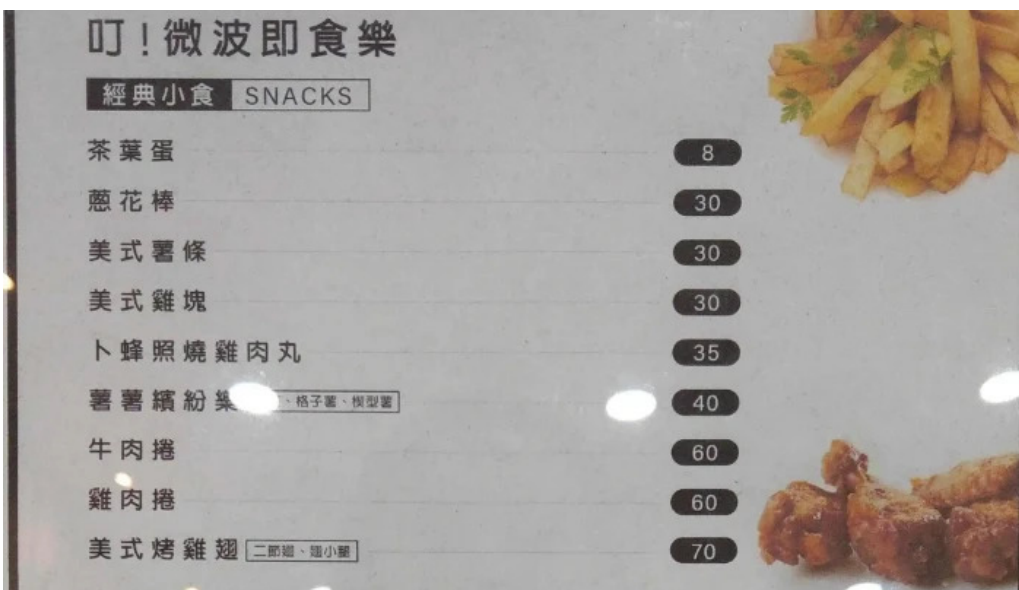 叮!微波即食樂
經典小食 SNACKS
茶葉蛋 8
蔥花棒 30
美式薯條 30
美式雞塊 30
卜蜂照燒雞肉丸 35
薯薯繽紛樂 、格子薯、楔型薯 40
牛肉捲 60
雞肉捲 60
美式烤雞翅 二節翅、翅小腿 70